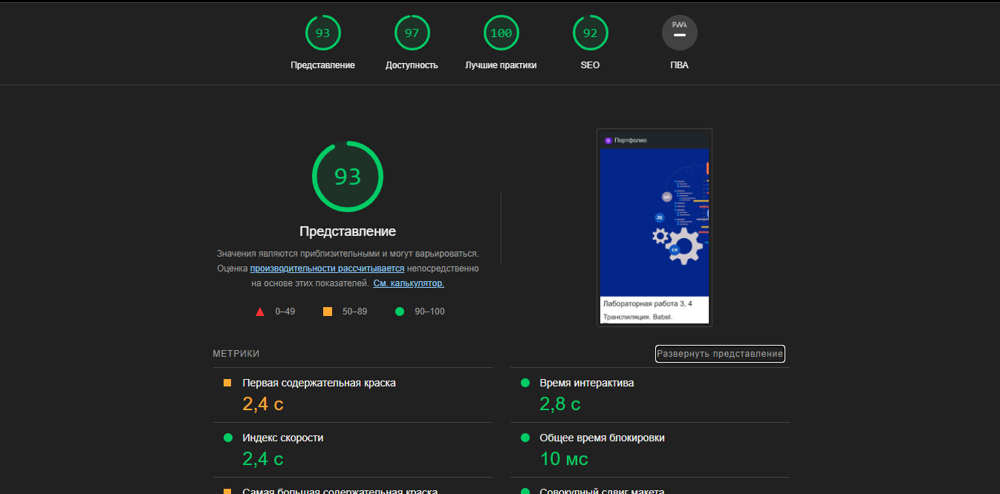 93
97
100
92
PWA
Представление
Доступность
Лучшие практики
SEO
ПВА
93
Представление
Значения являются приблизительными и могут варьироваться.
Оценка производительности рассчитывается непосредственно
на основе этих показателей. См. калькулятор.
0–49
50–89
90–100
Портфолио
JS
C#
Лабораторная работа 3, 4
Транспиляция. Babel.
МЕТРИКИ
Развернуть представление
Первая содержательная краска
2,4 с
Время интерактива
2,8 с
Индекс скорости
2,4 с
Общее время блокировки
10 мс
Самая большая содержательная краска
Совокупный сдвиг макета